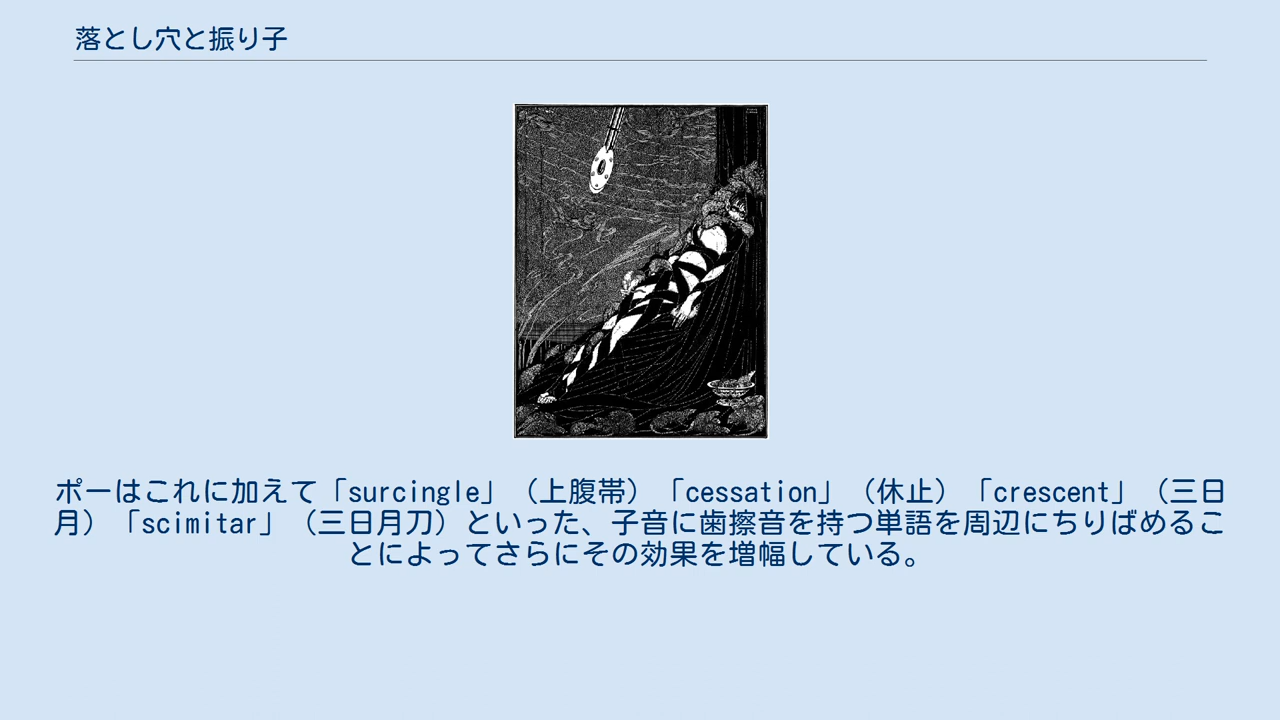 落とし穴と振り子
ポーはこれに加えて「surcingle」（上腹帯）「cessation」（休止）「crescent」（三日
月）「scimitar」（三日月刀）といった、子音に歯擦音を持つ単語を周辺にちりばめるこ
とによってさらにその効果を増幅している。